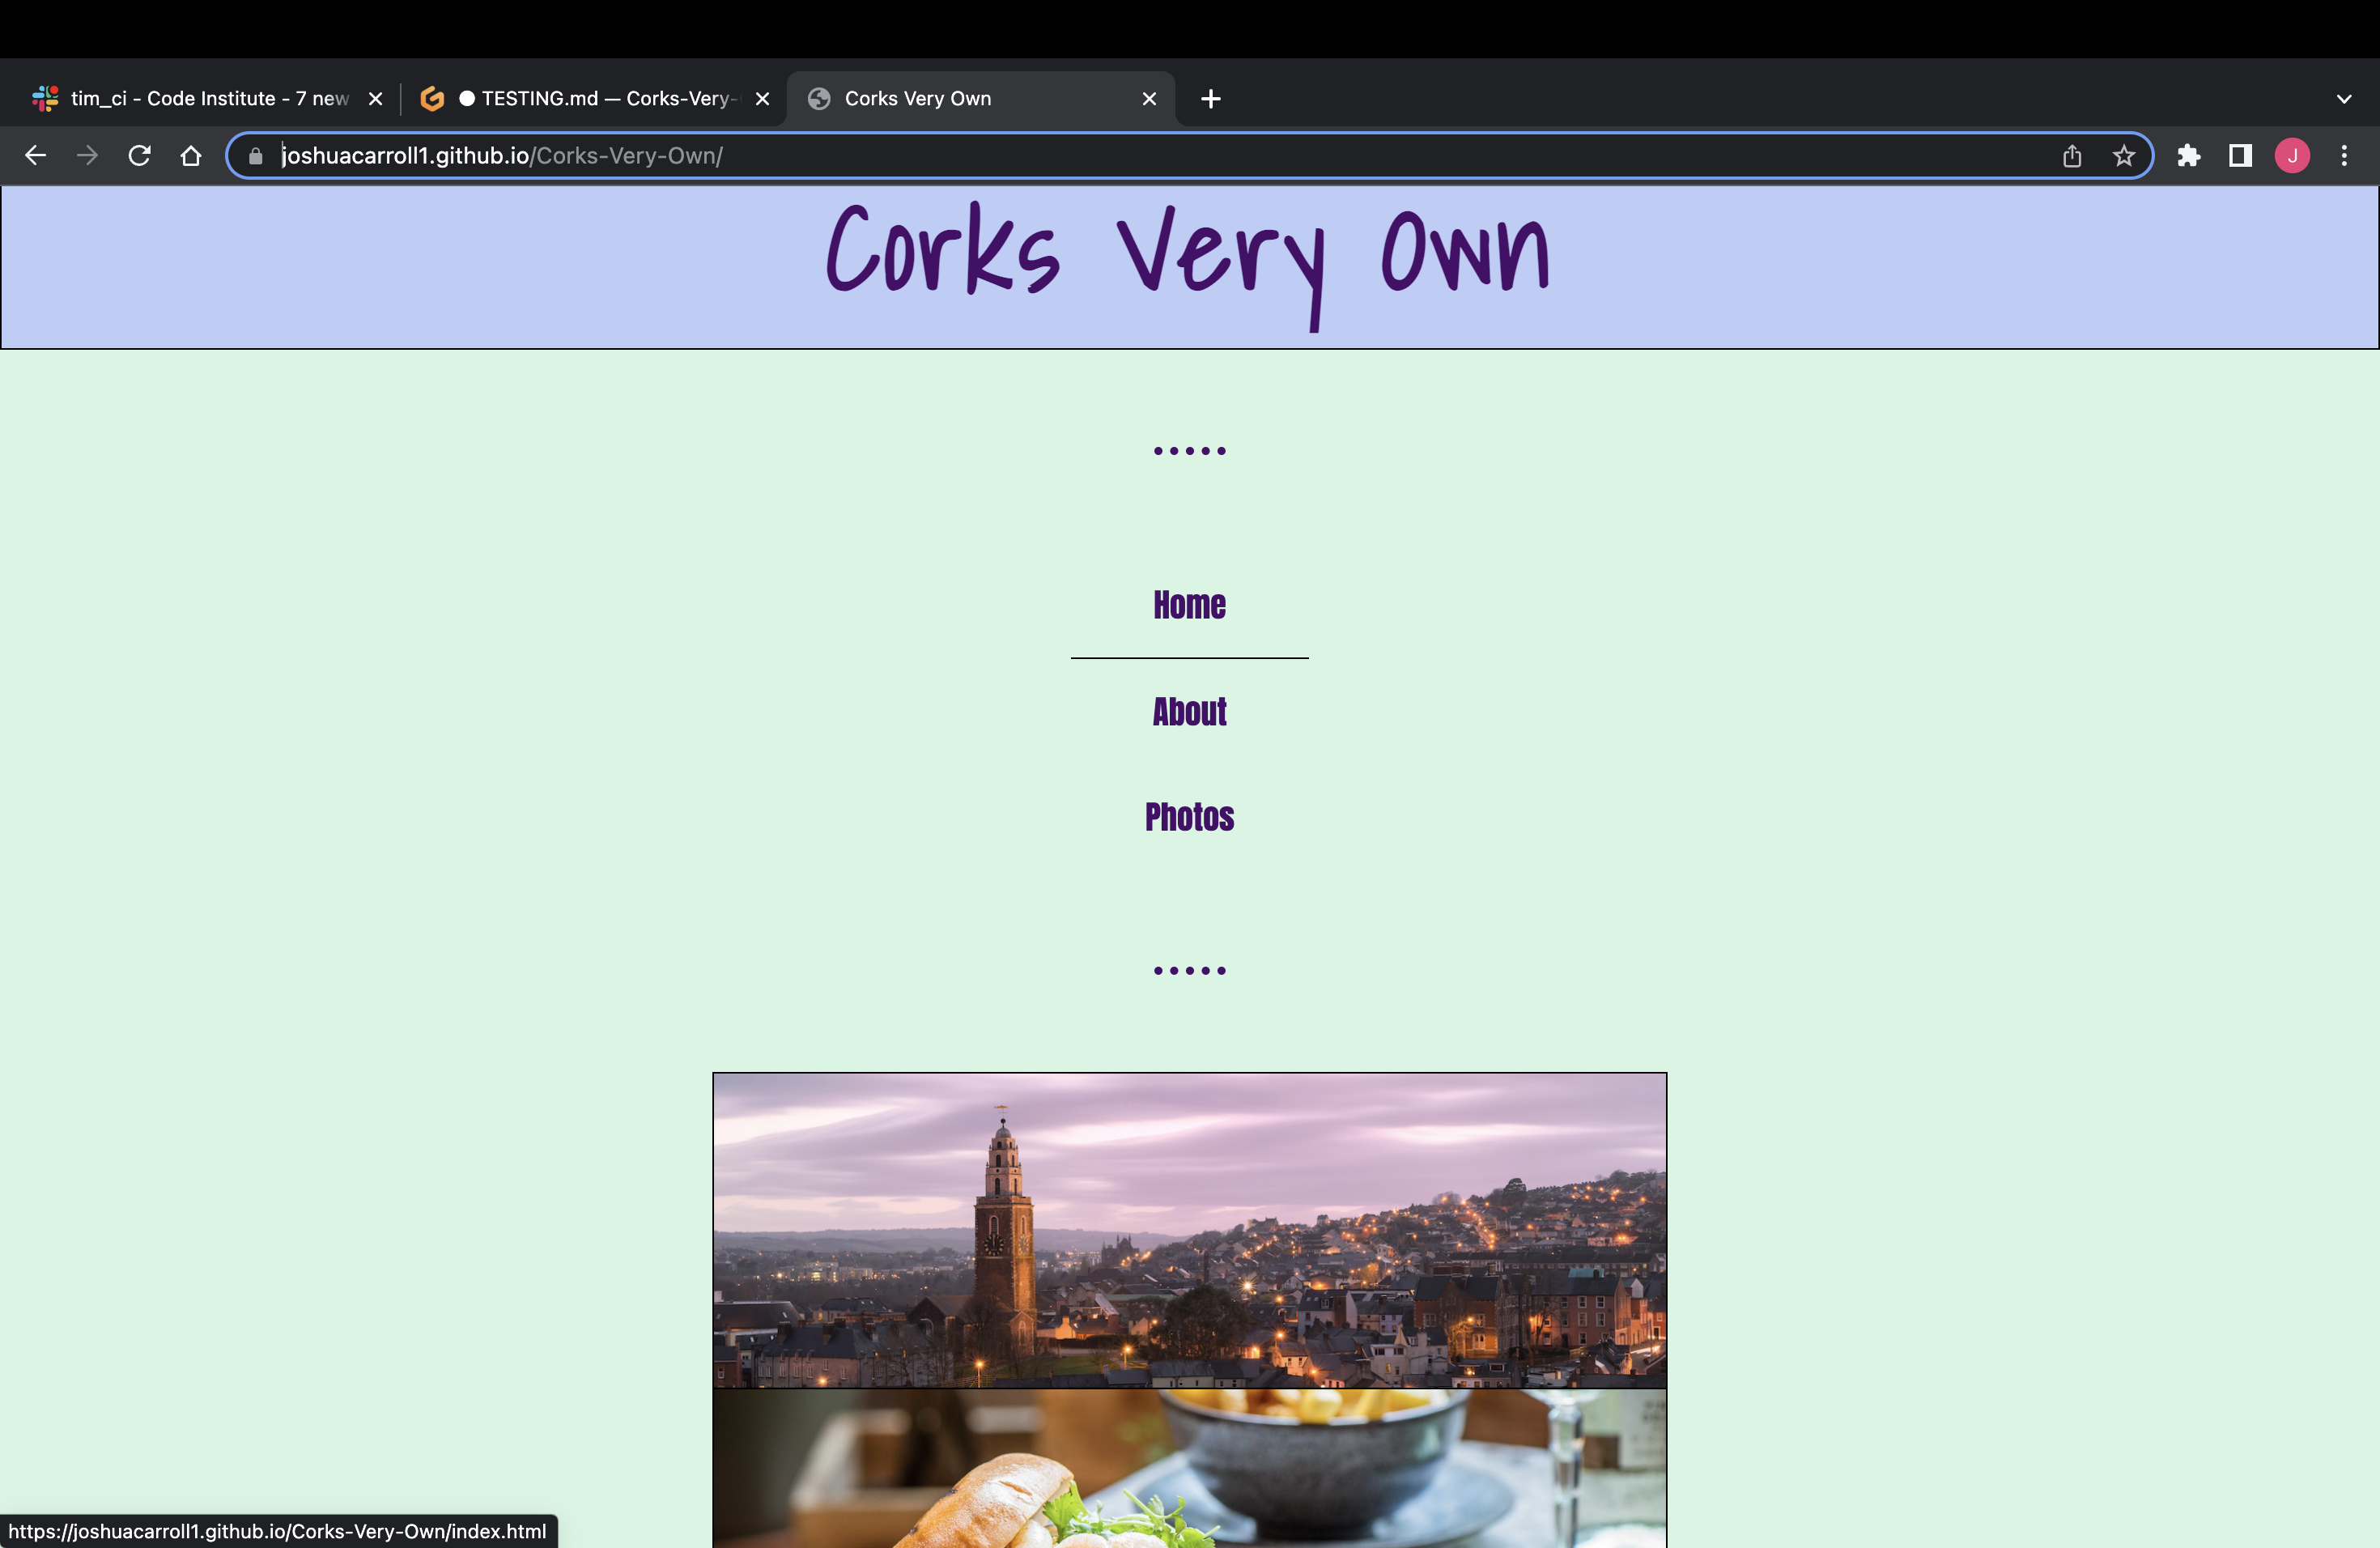 tim_ci - Code Institute - 7 new
TESTING.md — Corks-Very-
Corks Very Own
joshuacarroll1.github.io/Corks-Very-Own/
J
Corks Very Own
•••••
Home
About
Photos
•••••
https://joshuacarroll1.github.io/Corks-Very-Own/index.html